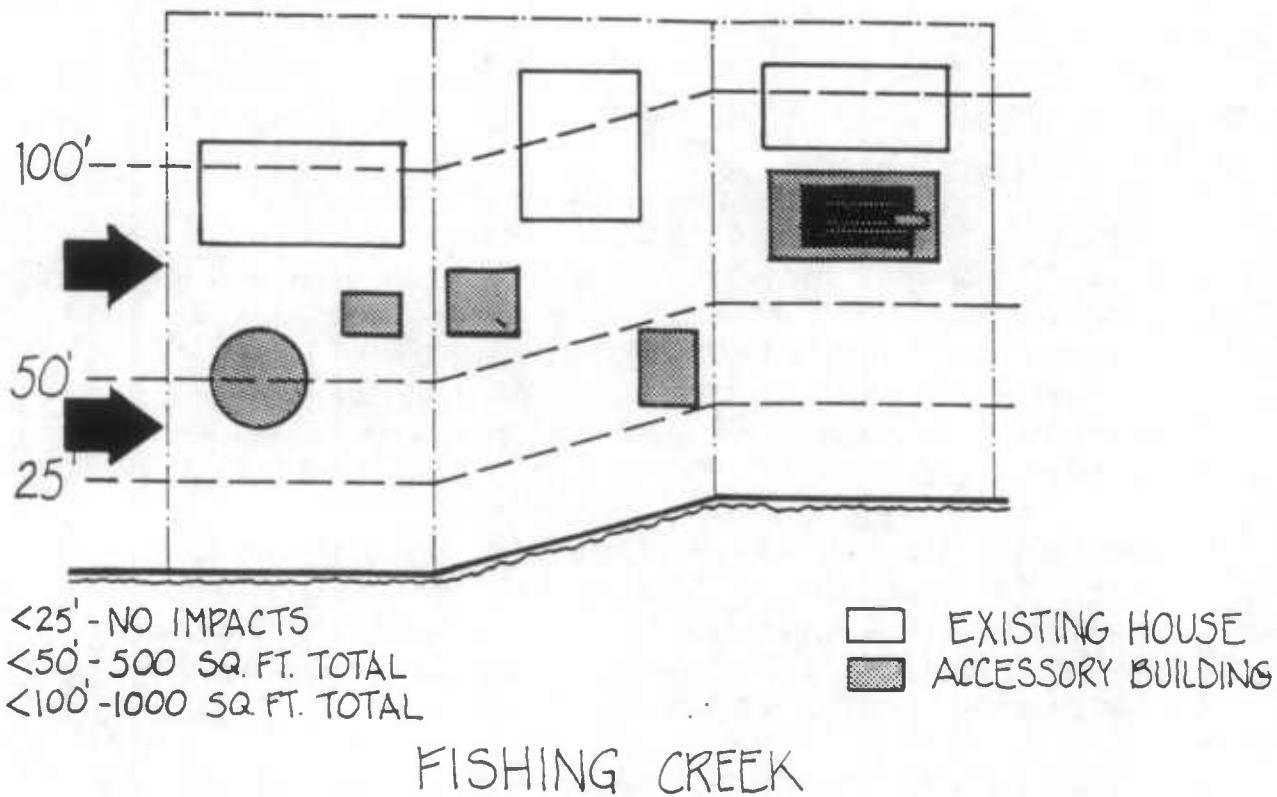 100'
50'
25'
<25' - NO IMPACTS
<50' - 500 SQ. FT. TOTAL
<100' - 1000 SQ. FT. TOTAL
EXISTING HOUSE
ACCESSORY BUILDING
FISHING CREEK